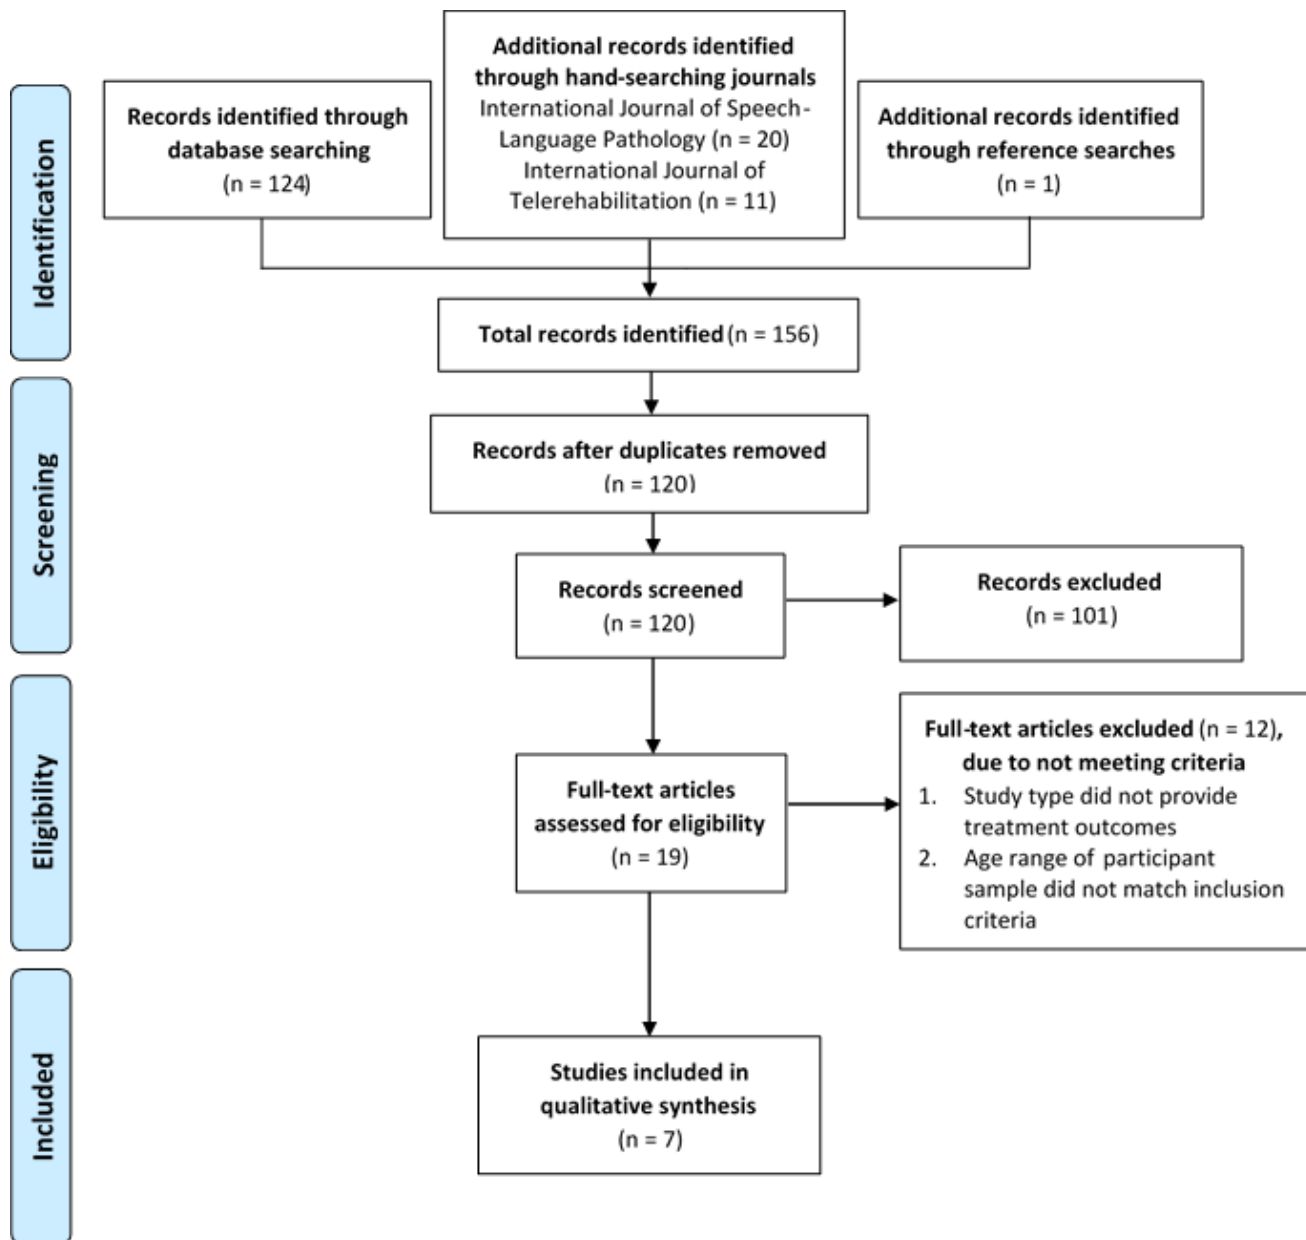 Identification
Records identified through
database searching
(n = 124)
Additional records identified
through hand-searching journals
International Journal of Speech-
Language Pathology (n = 20)
International Journal of
Telerehabilitation (n = 11)
Additional records identified
through reference searches
(n = 1)
Total records identified (n = 156)
Screening
Records after duplicates removed
(n = 120)
Records screened
(n = 120)
Records excluded
(n = 101)
Eligibility
Full-text articles
assessed for eligibility
(n = 19)
Full-text articles excluded (n = 12),
due to not meeting criteria
1. Study type did not provide
treatment outcomes
2. Age range of participant
sample did not match inclusion
criteria
Included
Studies included in
qualitative synthesis
(n = 7)